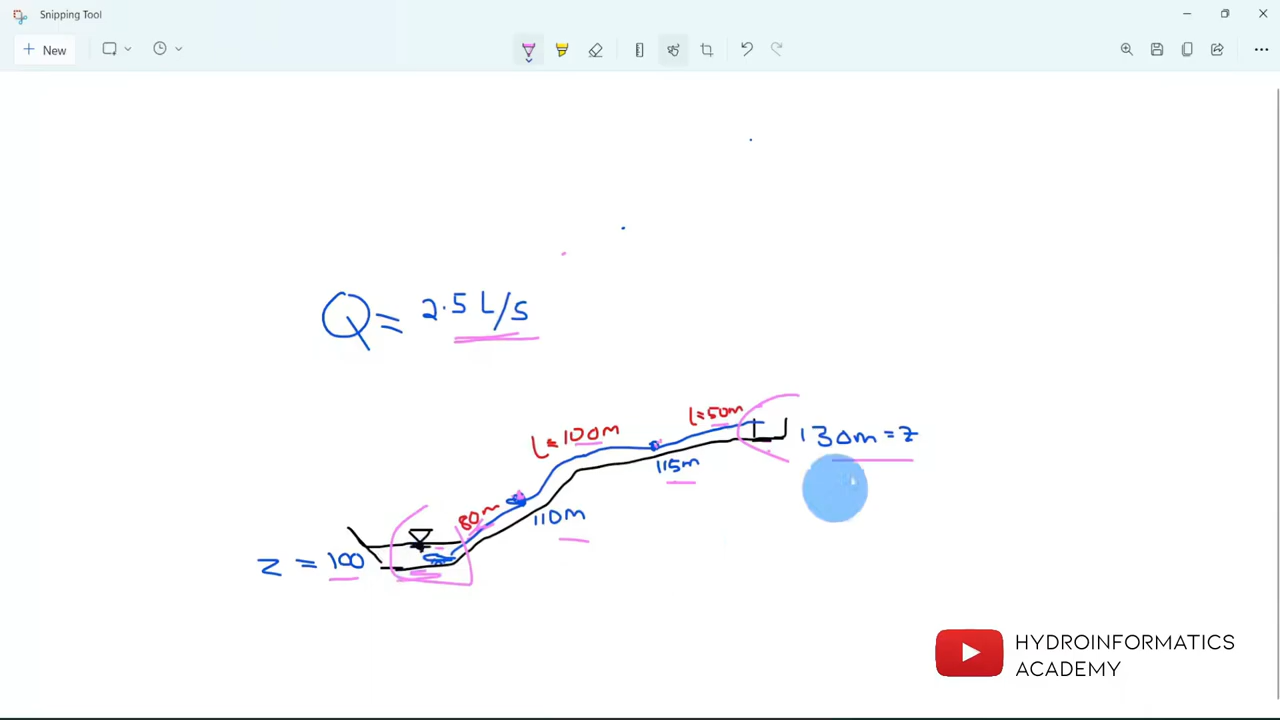 Snipping Tool
New
Q = 2.5 L/S
l = 50m
l = 100m
130m = z
115m
80m
110m
z = 100
HYDROINFORMATICS
ACADEMY